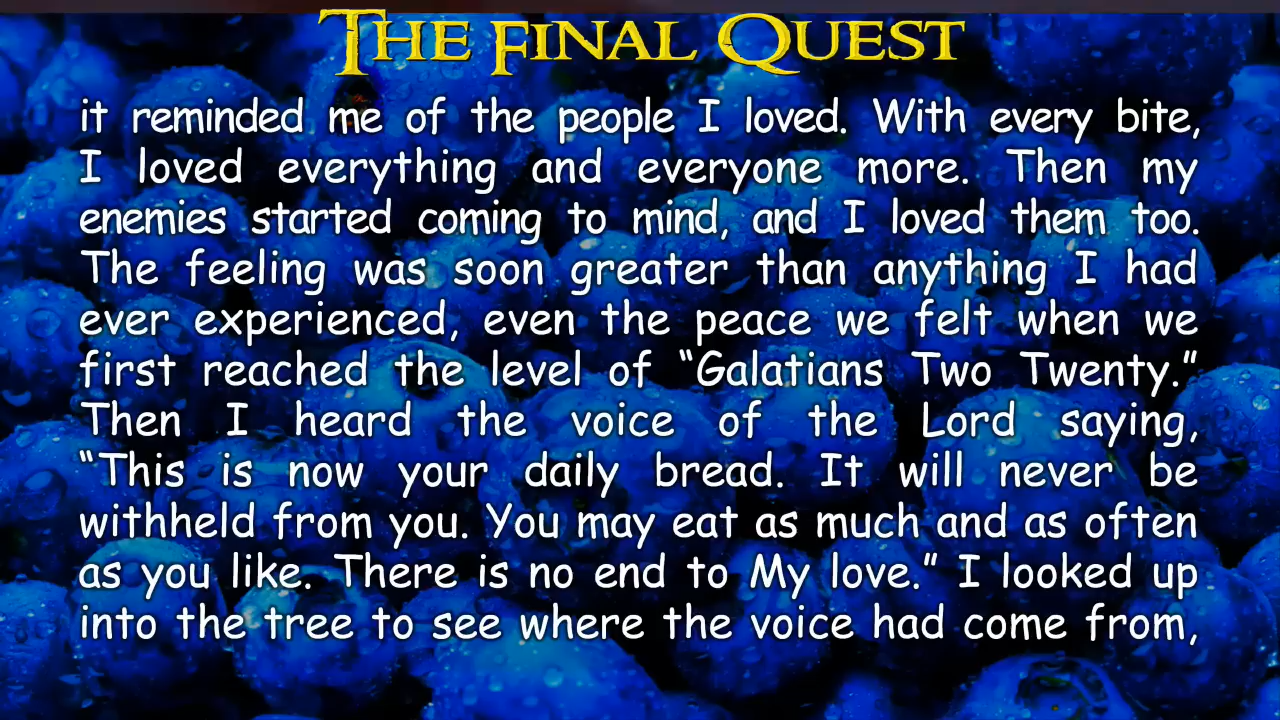 The Final Quest
it reminded me of the people I loved. With every bite,
I loved everything and everyone more. Then my
enemies started coming to mind, and I loved them too.
The feeling was soon greater than anything I had
ever experienced, even the peace we felt when we
first reached the level of “Galatians Two Twenty.”
Then I heard the voice of the Lord saying,
“This is now your daily bread. It will never be
withheld from you. You may eat as much and as often
as you like. There is no end to My love.” I looked up
into the tree to see where the voice had come from,